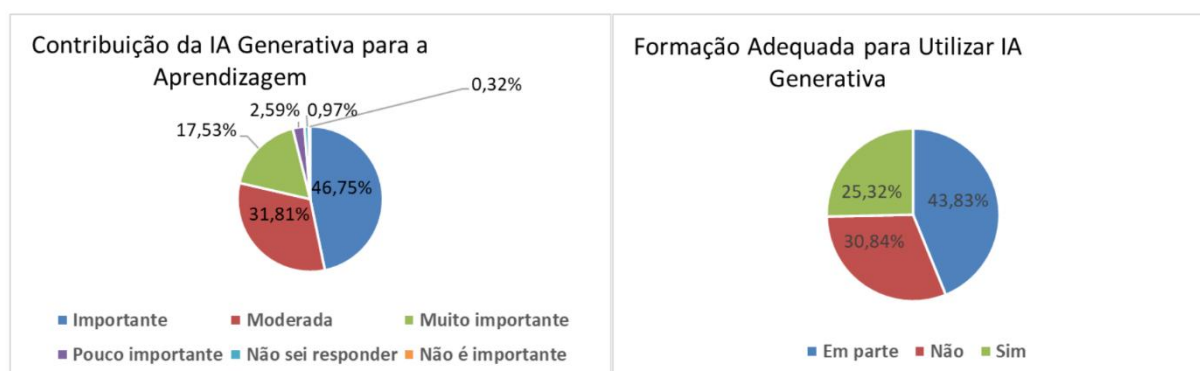 Contribuição da IA Generativa para a
Aprendizagem
0,32%
2,59%
0,97%
17,53%
46,75%
31,81%
Importante
Moderada
Muito importante
Pouco importante
Não sei responder
Não é importante
Formação Adequada para Utilizar IA
Generativa
25,32%
43,83%
30,84%
Em parte
Não
Sim